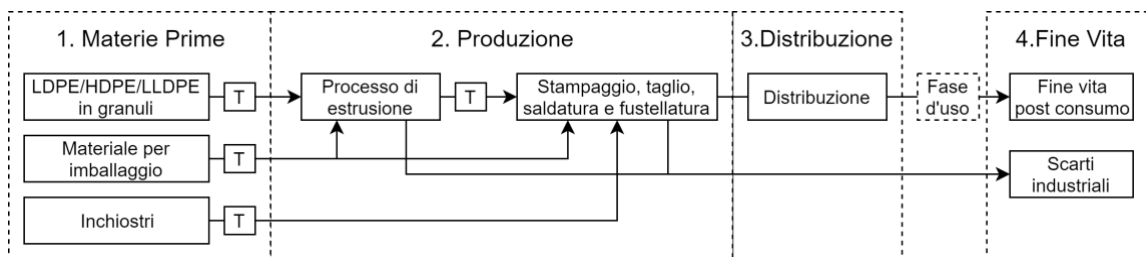 1. Materie Prime
2. Produzione
3.Distribuzione
4.Fine Vita
LDPE/HDPE/LLDPE
in granuli
T
Processo di
estrusione
T
Stampaggio, taglio,
saldatura e fustellatura
Distribuzione
Fase
d'uso
Fine vita
post consumo
Materiale per
imballaggio
T
Scarti
industriali
Inchiostri
T